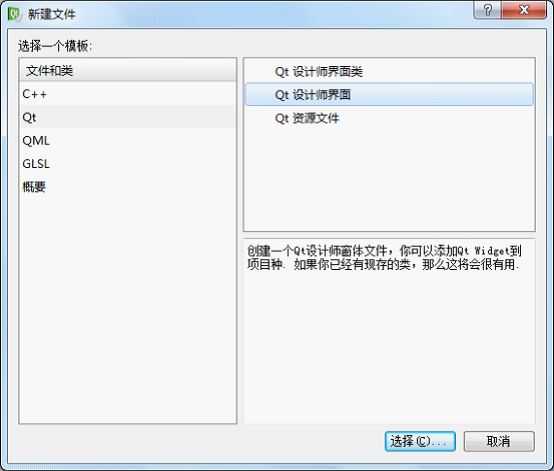 新建文件
选择一个模板:
文件和类
C++
Qt
QML
GLSL
概要
Qt 设计师界面类
Qt 设计师界面
Qt 资源文件
创建一个Qt设计师窗体文件，你可以添加Qt Widget到
项目种. 如果你已经有现存的类，那么这将会很有用.
选择(C)...
取消